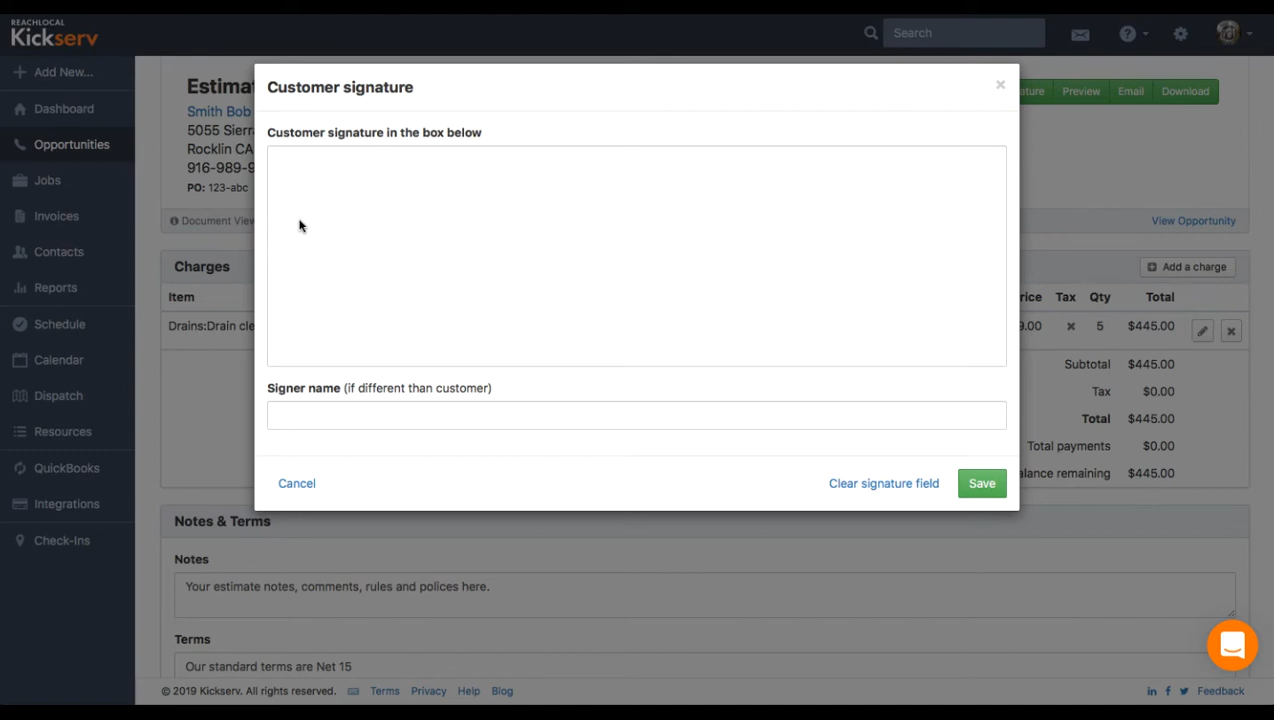 REACHLOCAL
Kickserv
Search
Add New...
Dashboard
Opportunities
Jobs
Invoices
Contacts
Reports
Schedule
Calendar
Dispatch
Resources
QuickBooks
Integrations
Check-Ins
Smith Bob
5055
Rocklin CA
PO: 123-abc
Preview
Email
Download
Document
View Opportunity
Customer signature
×
Customer signature in the box below
Signer name (if different than customer)
Cancel
Clear signature field
Save
Charges
Add a charge
Item
Tax
Qty
Total
Drains:Drain
5
$445.00
Subtotal
$445.00
Tax
$0.00
Total
$445.00
Total payments
$0.00
remaining
$445.00
Notes & Terms
Notes
Your estimate notes, comments, rules and polices here.
Terms
Our standard terms are Net 15
© 2019 Kickserv. All rights reserved.
Terms
Privacy
Help
Blog
Feedback